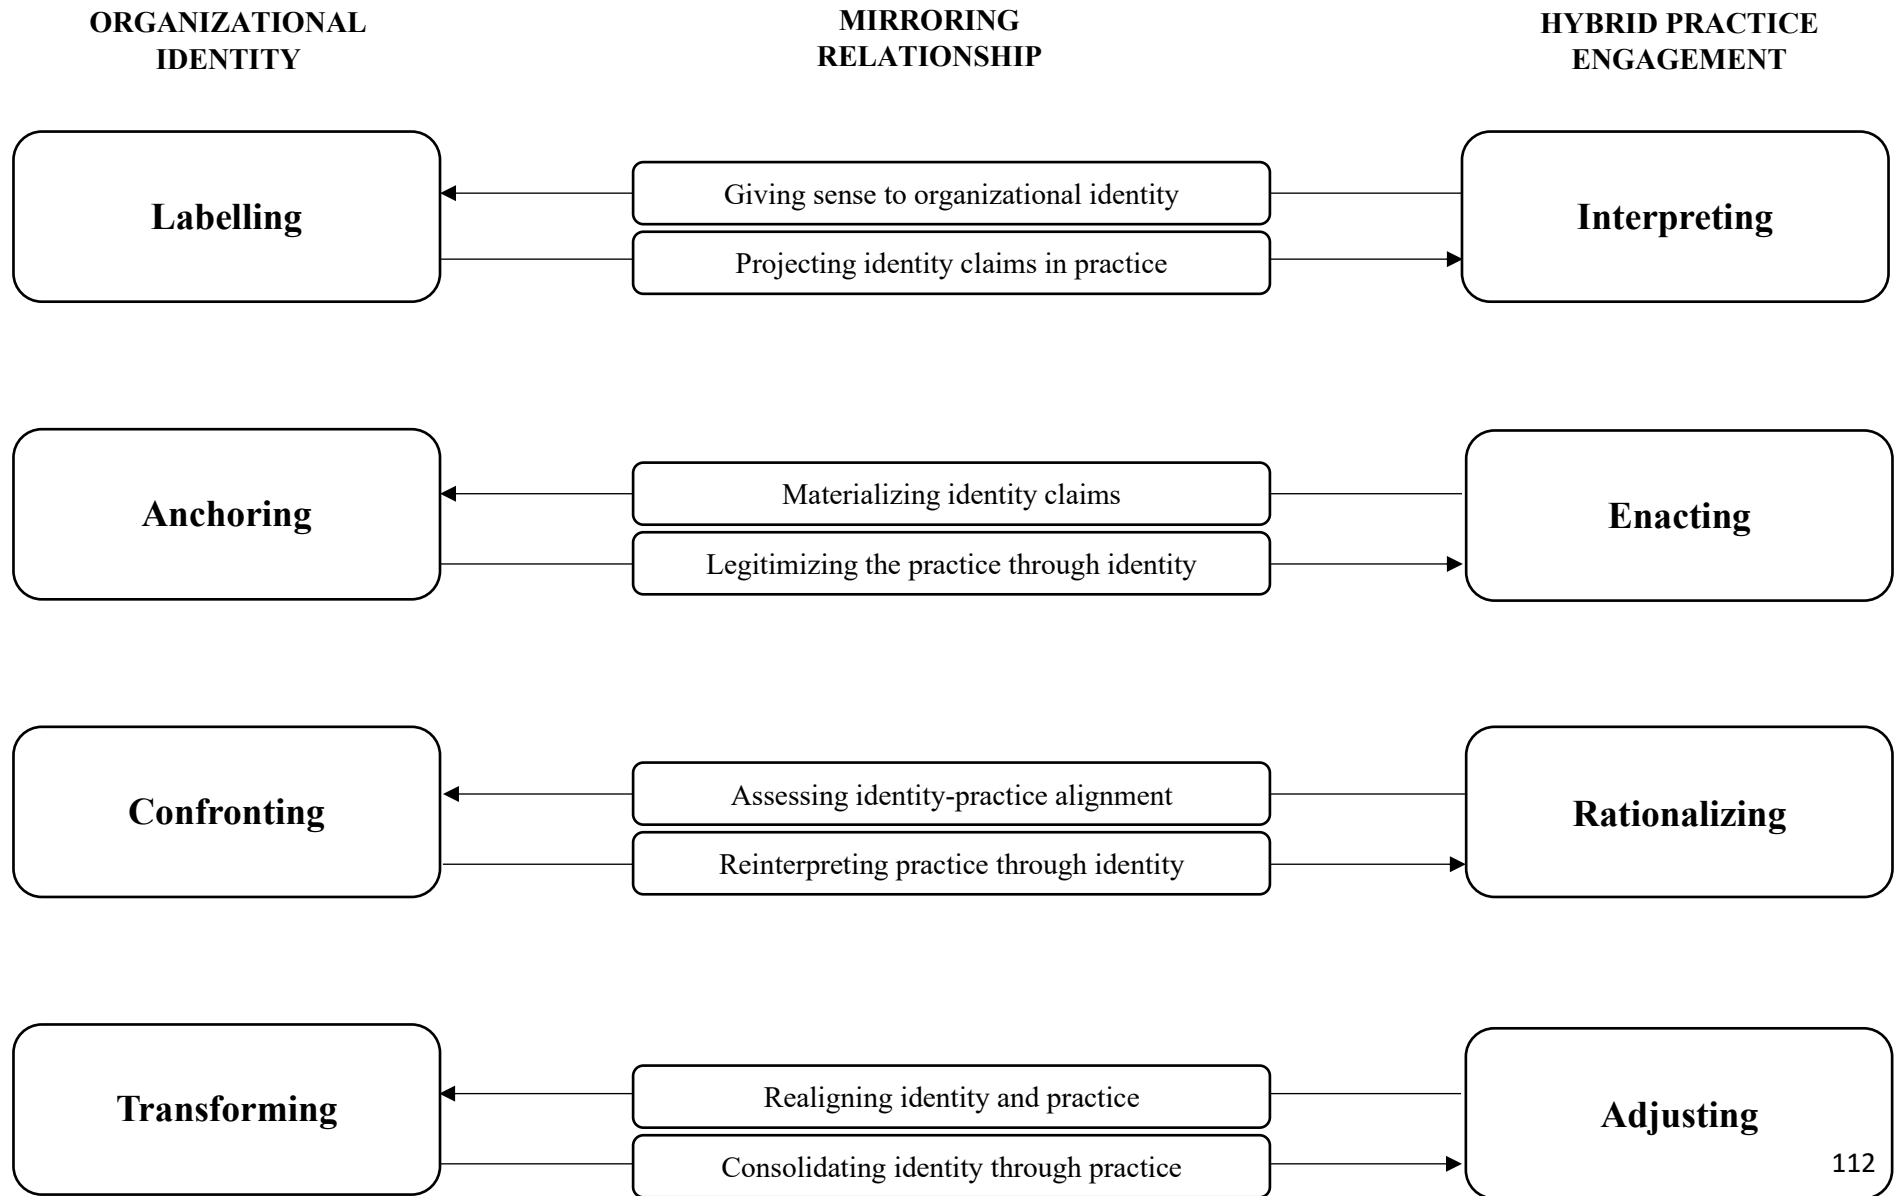 ORGANIZATIONAL
IDENTITY
MIRRORING
RELATIONSHIP
HYBRID PRACTICE
ENGAGEMENT
Labelling
Giving sense to organizational identity
Projecting identity claims in practice
Interpreting
Anchoring
Materializing identity claims
Legitimizing the practice through identity
Enacting
Confronting
Assessing identity-practice alignment
Reinterpreting practice through identity
Rationalizing
Transforming
Realigning identity and practice
Consolidating identity through practice
Adjusting
112